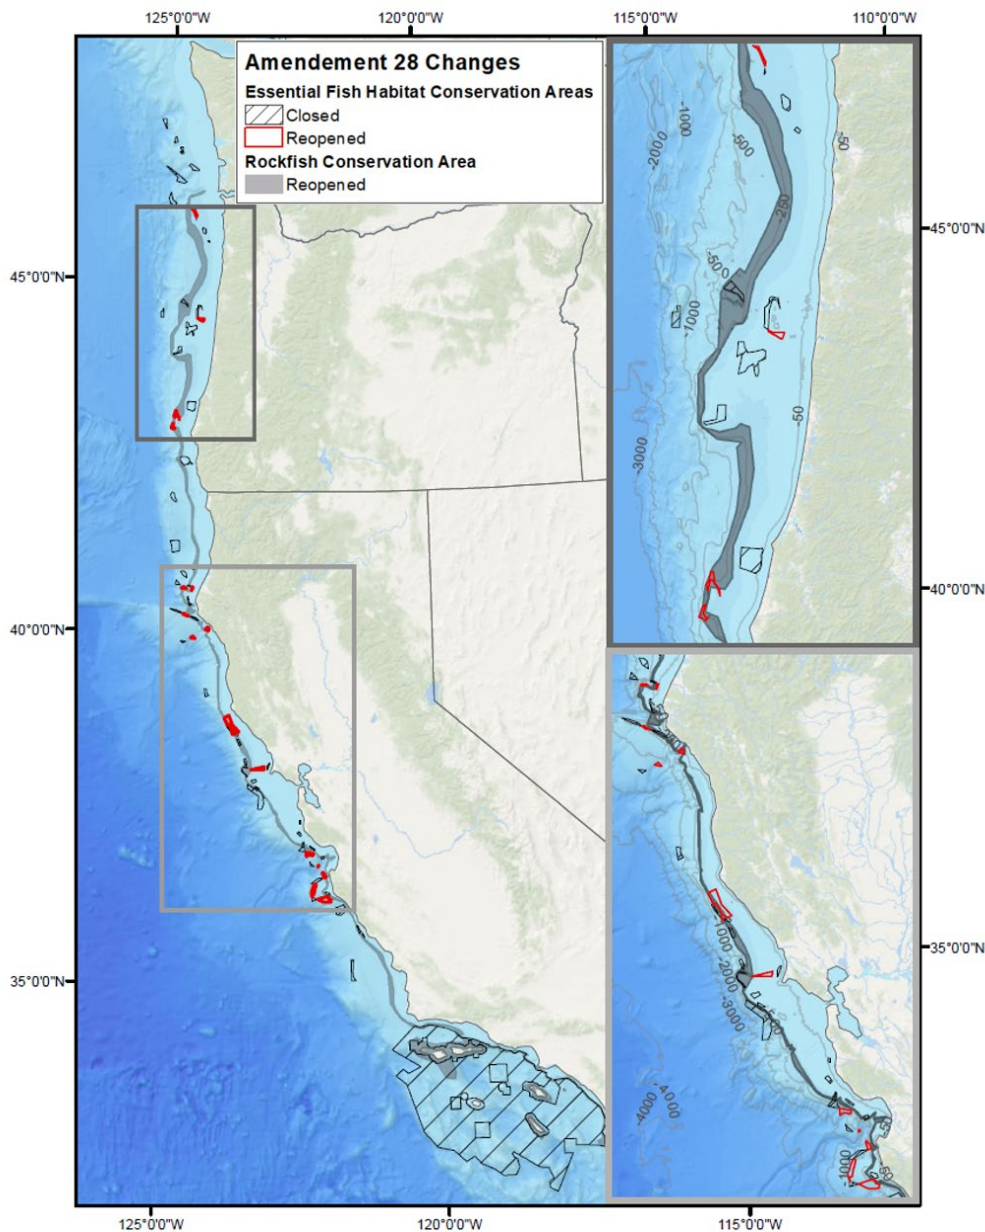 125°0'0"W
120°0'0"W
115°0'0"W
110°0'0"W
Amendement 28 Changes
Essential Fish Habitat Conservation Areas
Closed
Reopened
Rockfish Conservation Area
Reopened
-2000
-1000
-500
-50
-250
45°0'0"N
45°0'0"N
-500
-1000
-50
-3000
40°0'0"N
40°0'0"N
35°0'0"N
35°0'0"N
-1000
-2000
-3000
-4000
-4000
-1000
125°0'0"W
120°0'0"W
115°0'0"W